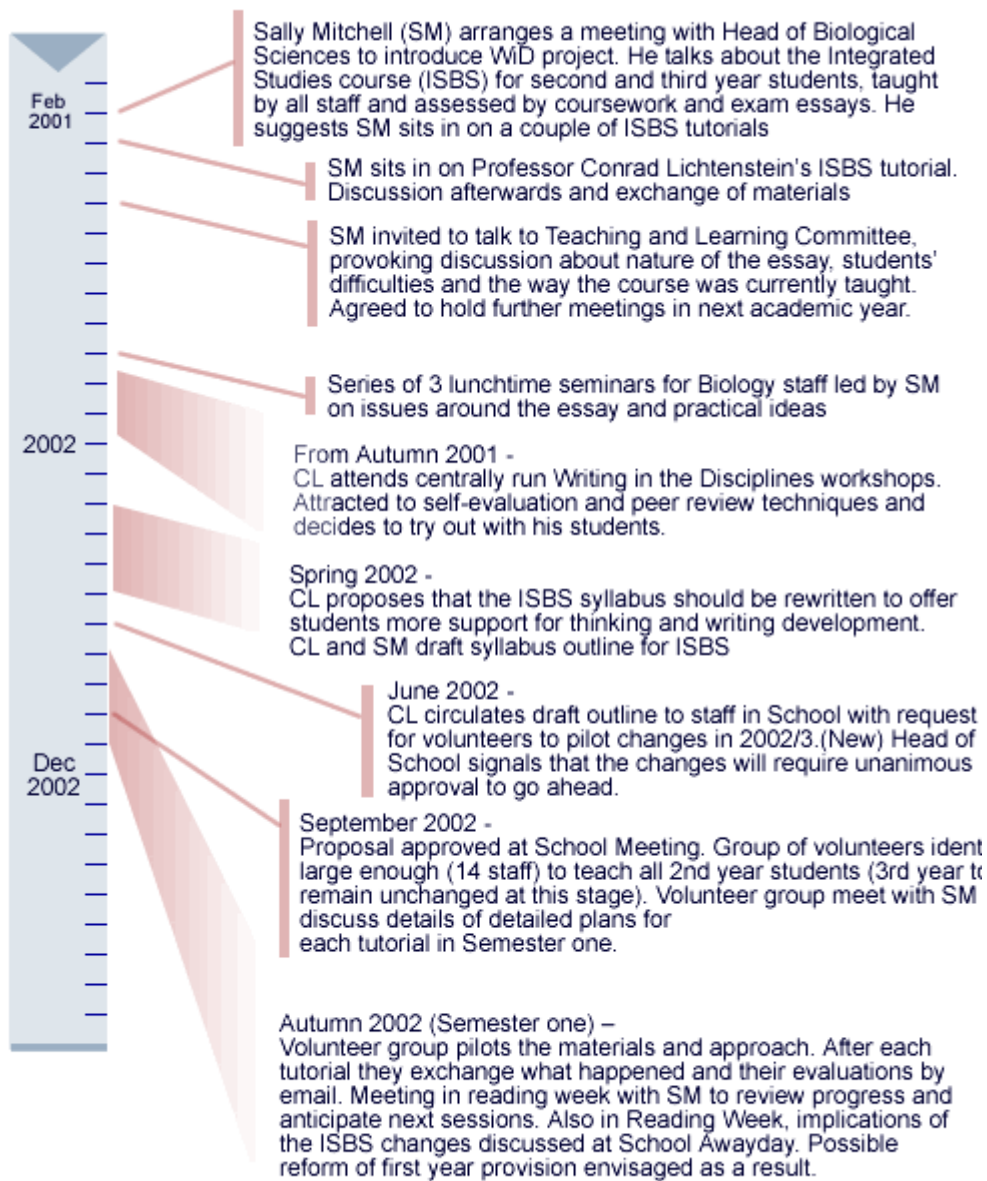 Sally Mitchell (SM) arranges a meeting with Head of Biological
Sciences to introduce WiD project. He talks about the Integrated
Studies course (ISBS) for second and third year students, taught
by all staff and assessed by coursework and exam essays. He
suggests SM sits in on a couple of ISBS tutorials
Feb
2001
SM sits in on Professor Conrad Lichtenstein's ISBS tutorial.
Discussion afterwards and exchange of materials
SM invited to talk to Teaching and Learning Committee,
provoking discussion about nature of the essay, students'
difficulties and the way the course was currently taught.
Agreed to hold further meetings in next academic year.
Series of 3 lunchtime seminars for Biology staff led by SM
on issues around the essay and practical ideas
2002
From Autumn 2001 -
CL attends centrally run Writing in the Disciplines workshops.
Attracted to self-evaluation and peer review techniques and
decides to try out with his students.
Spring 2002 -
CL proposes that the ISBS syllabus should be rewritten to offer
students more support for thinking and writing development.
CL and SM draft syllabus outline for ISBS
June 2002 -
CL circulates draft outline to staff in School with request
for volunteers to pilot changes in 2002/3.(New) Head of
School signals that the changes will require unanimous
approval to go ahead.
Dec
2002
September 2002 -
Proposal approved at School Meeting. Group of volunteers ident
large enough (14 staff) to teach all 2nd year students (3rd year to
remain unchanged at this stage). Volunteer group meet with SM
discuss details of detailed plans for
each tutorial in Semester one.
Autumn 2002 (Semester one) –
Volunteer group pilots the materials and approach. After each
tutorial they exchange what happened and their evaluations by
email. Meeting in reading week with SM to review progress and
anticipate next sessions. Also in Reading Week, implications of
the ISBS changes discussed at School Awayday. Possible
reform of first year provision envisaged as a result.